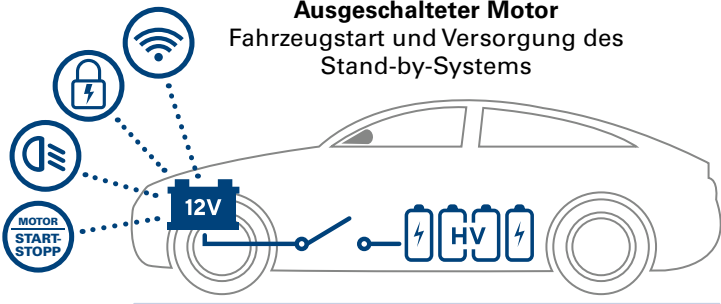 Ausgeschalteter Motor
Fahrzeugstart und Versorgung des
Stand-by-Systems
MOTOR
START-
STOPP
12V
HV